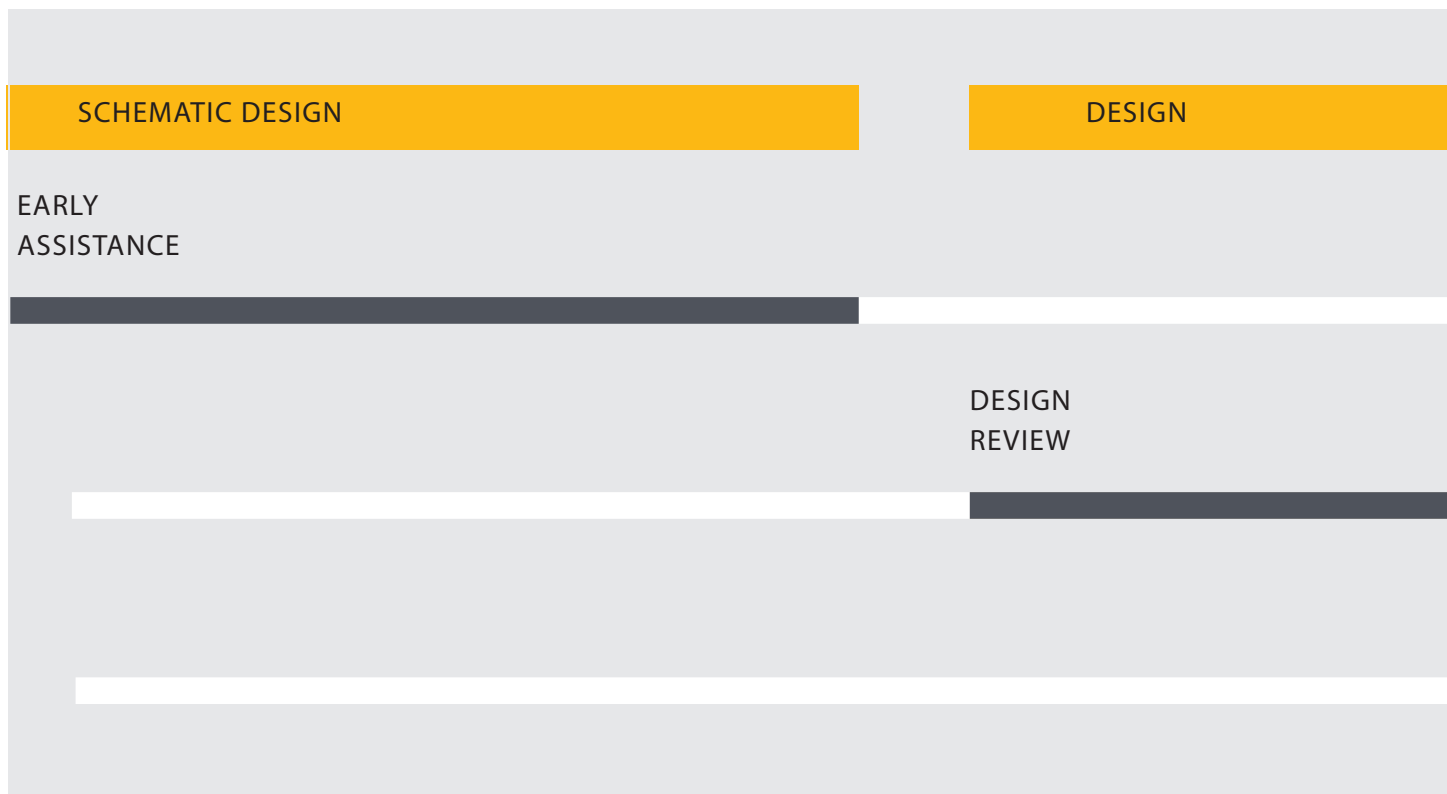 SCHEMATIC DESIGN
DESIGN
EARLY
ASSISTANCE
DESIGN
REVIEW